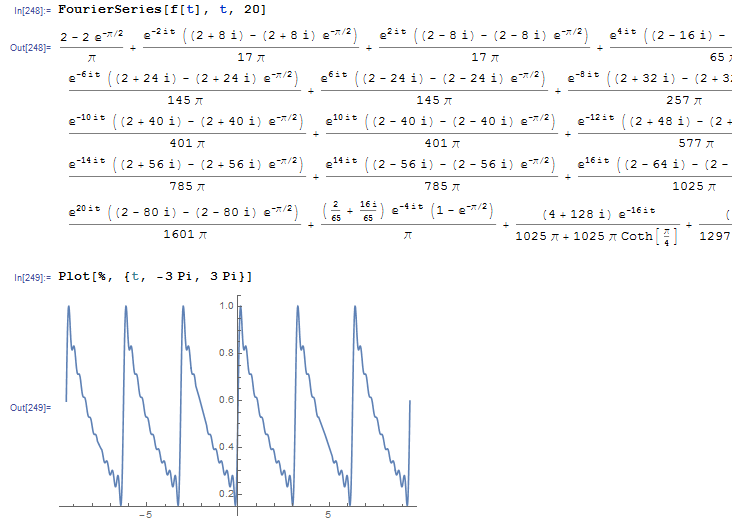 In[248]:= FourierSeries[f[t], t, 20]
Out[248]= (2 - 2 e^(-π/2))/π + (e^(-2 i t) ((2 + 8 i) - (2 + 8 i) e^(-π/2)))/(17 π) + (e^(2 i t) ((2 - 8 i) - (2 - 8 i) e^(-π/2)))/(17 π) + (e^(4 i t) ((2 - 16 i) -)/(65 π
(e^(-6 i t) ((2 + 24 i) - (2 + 24 i) e^(-π/2)))/(145 π) + (e^(6 i t) ((2 - 24 i) - (2 - 24 i) e^(-π/2)))/(145 π) + (e^(-8 i t) ((2 + 32 i) - (2 + 3)/(257 π)
(e^(-10 i t) ((2 + 40 i) - (2 + 40 i) e^(-π/2)))/(401 π) + (e^(10 i t) ((2 - 40 i) - (2 - 40 i) e^(-π/2)))/(401 π) + (e^(-12 i t) ((2 + 48 i) - (2 +)/(577 π)
(e^(-14 i t) ((2 + 56 i) - (2 + 56 i) e^(-π/2)))/(785 π) + (e^(14 i t) ((2 - 56 i) - (2 - 56 i) e^(-π/2)))/(785 π) + (e^(16 i t) ((2 - 64 i) - (2 -)/(1025 π)
(e^(20 i t) ((2 - 80 i) - (2 - 80 i) e^(-π/2)))/(1601 π) + ((2/65 + 16 i/65) e^(-4 i t) (1 - e^(-π/2)))/π + ((4 + 128 i) e^(-16 i t))/(1025 π + 1025 π Coth[π/4]) + (/(1297
In[249]:= Plot[%, {t, -3 Pi, 3 Pi}]
1.0
0.8
Out[249]=
0.6
0.4
0.2
-5 5